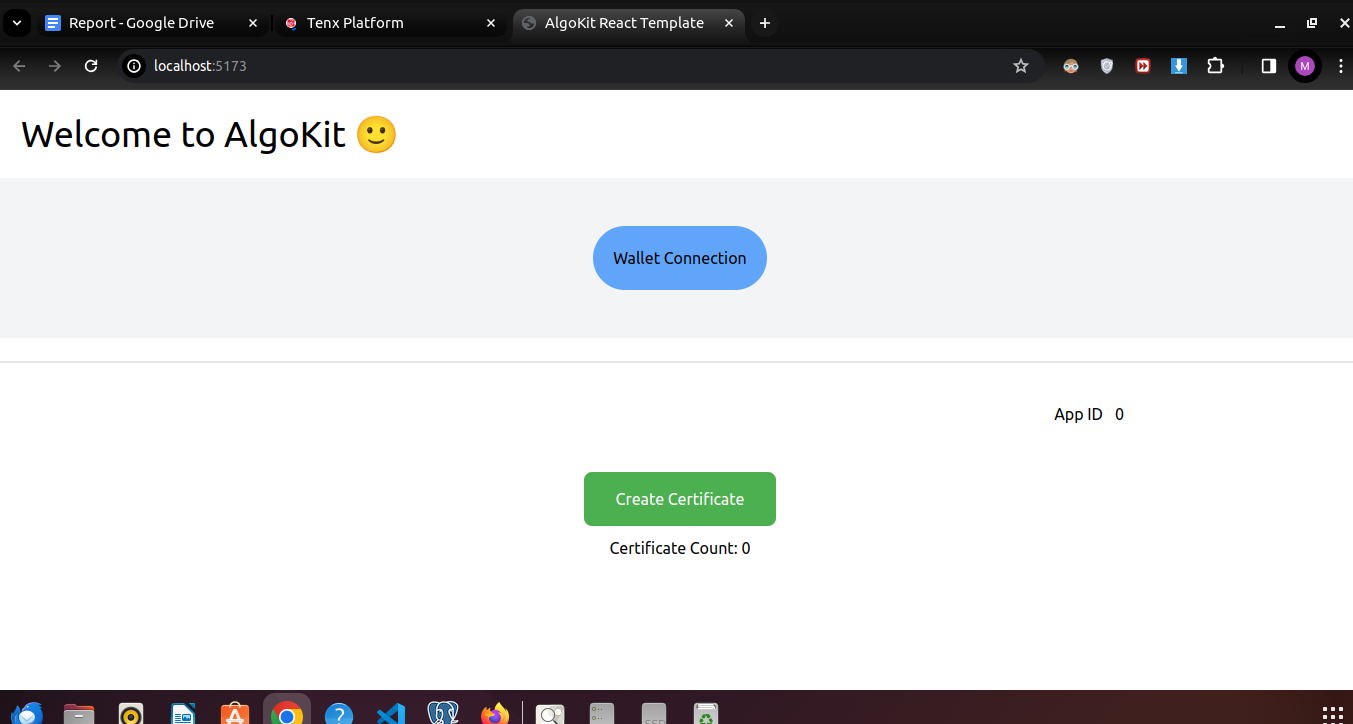 Report - Google Drive
Tenx Platform
AlgoKit React Template
localhost:5173
M
Welcome to AlgoKit 🙂
Wallet Connection
App ID 0
Create Certificate
Certificate Count: 0
SSD